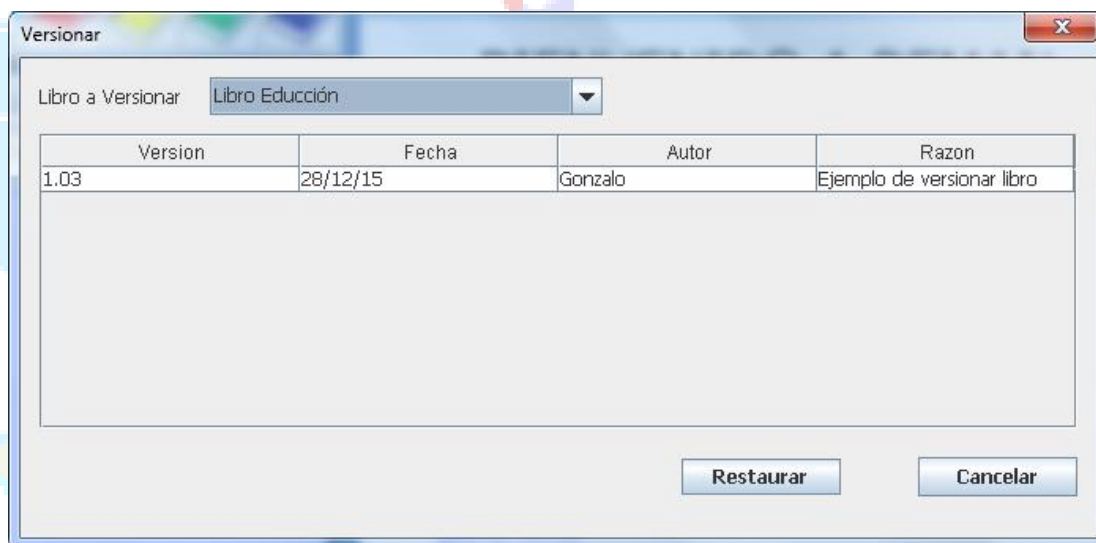 Versionar
Libro a Versionar Libro Educción
Version Fecha Autor Razon
1.03 28/12/15 Gonzalo Ejemplo de versionar libro
Restaurar Cancelar